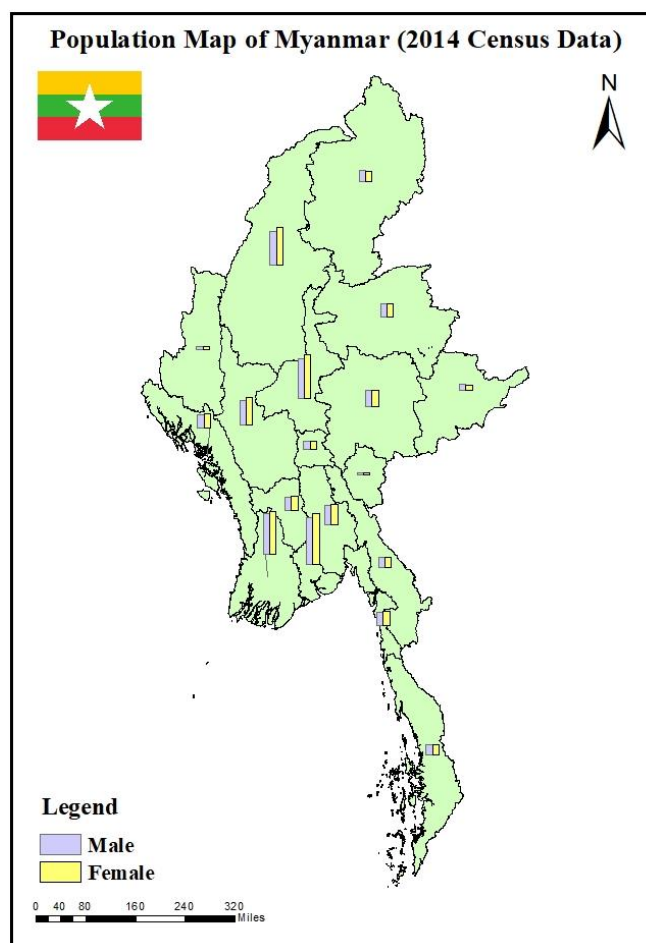 Population Map of Myanmar (2014 Census Data)
N
Legend
Male
Female
0 40 80 160 240 320
Miles